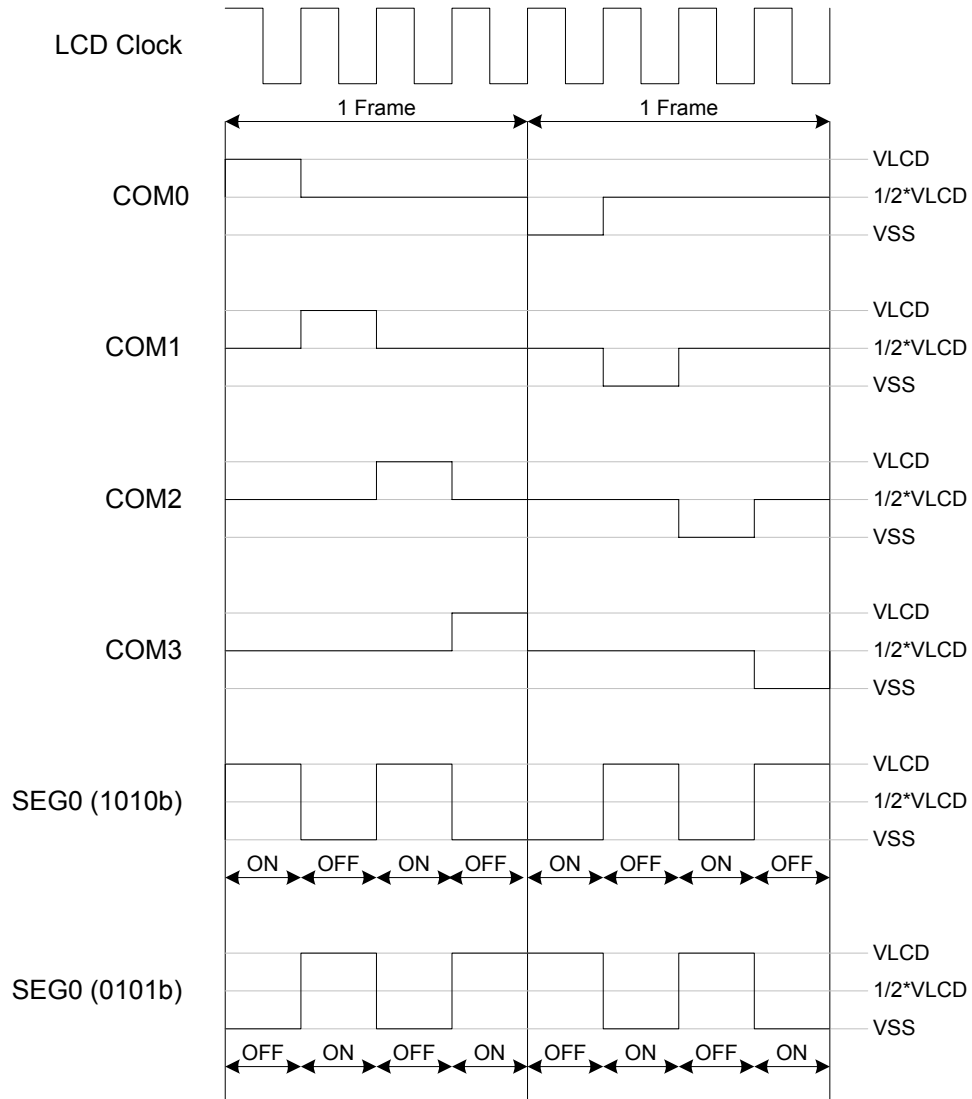 LCD Clock
1 Frame 1 Frame
VLCD
COM0 1/2*VLCD
VSS
VLCD
COM1 1/2*VLCD
VSS
VLCD
COM2 1/2*VLCD
VSS
VLCD
COM3 1/2*VLCD
VSS
VLCD
SEG0 (1010b) 1/2*VLCD
VSS
ON OFF ON OFF ON OFF ON OFF
VLCD
SEG0 (0101b) 1/2*VLCD
VSS
OFF ON OFF ON OFF ON OFF ON